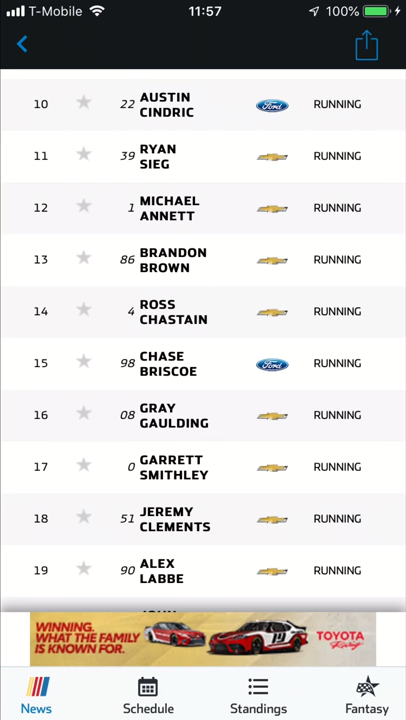 T-Mobile 11:57 100%
10 22 AUSTIN CINDRIC Ford RUNNING
11 39 RYAN SIEG RUNNING
12 1 MICHAEL ANNETT RUNNING
13 86 BRANDON BROWN RUNNING
14 4 ROSS CHASTAIN RUNNING
15 98 CHASE BRISCOE Ford RUNNING
16 08 GRAY GAULDING RUNNING
17 0 GARRETT SMITHLEY RUNNING
18 51 JEREMY CLEMENTS RUNNING
19 90 ALEX LABBE RUNNING
WINNING.
WHAT THE FAMILY
IS KNOWN FOR.
19
TOYOTA
Racing
News Schedule Standings Fantasy